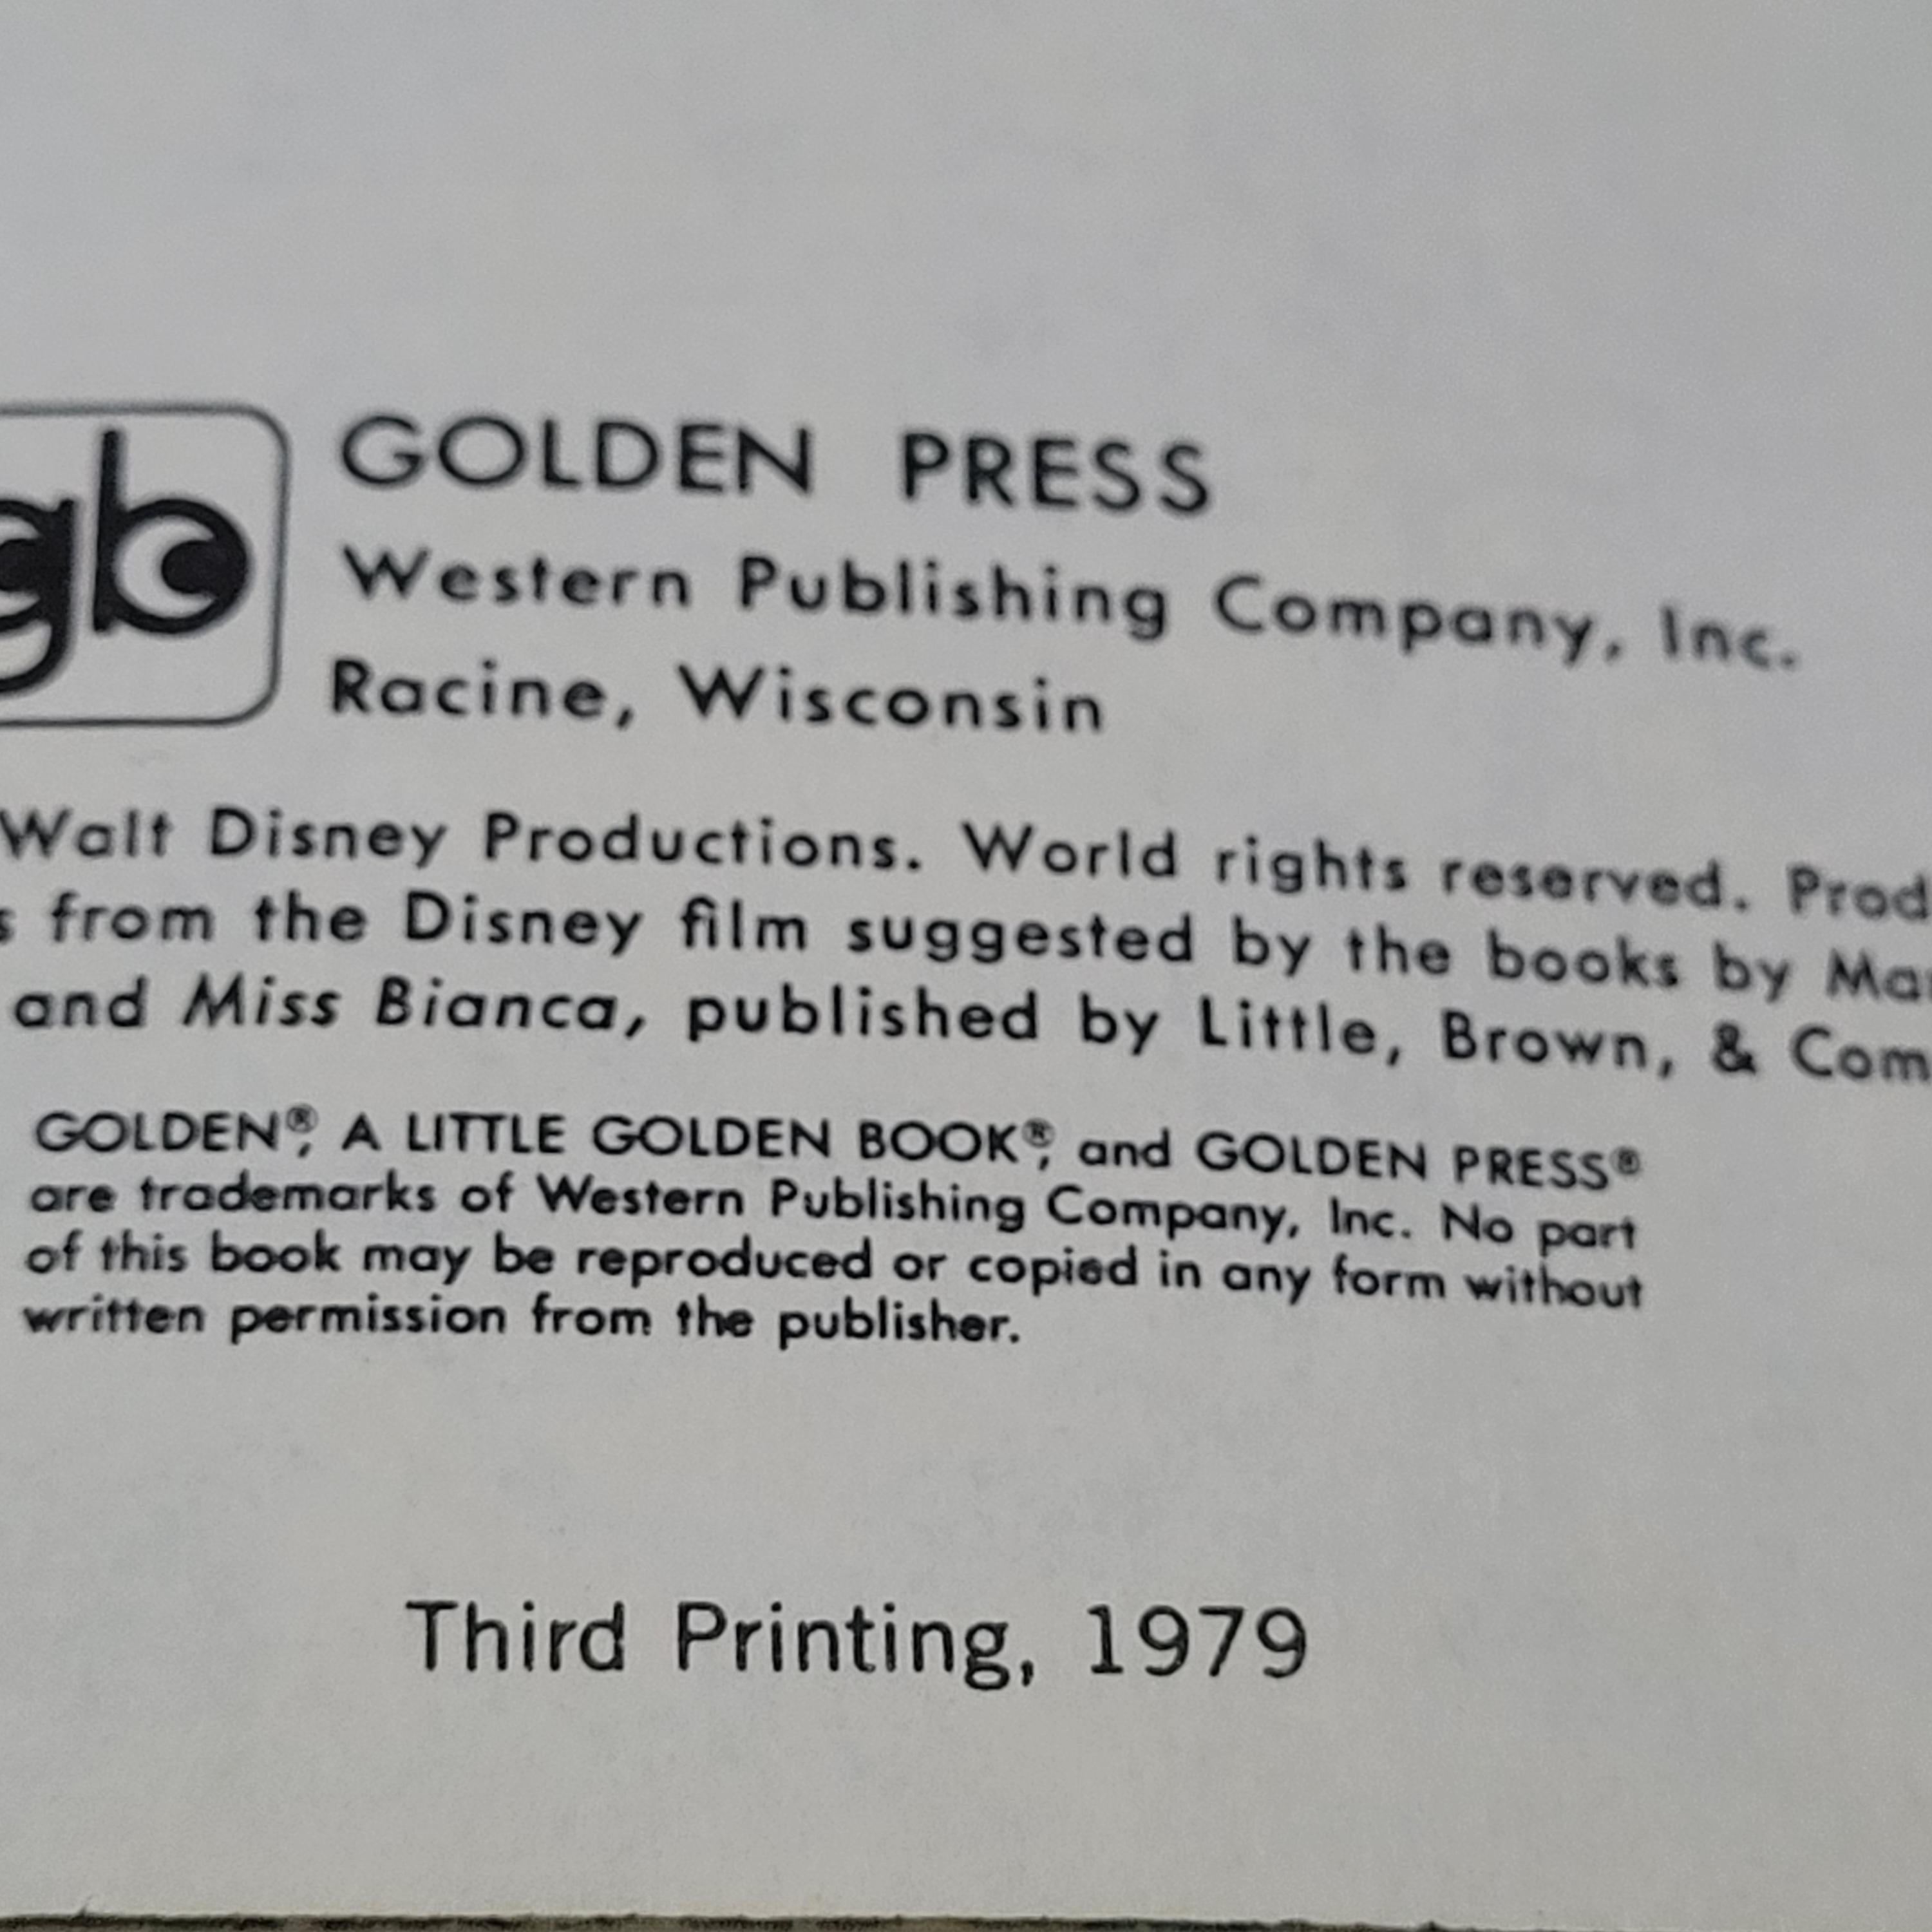 gb
GOLDEN PRESS
Western Publishing Company, Inc.
Racine, Wisconsin
Walt Disney Productions. World rights reserved. Prod
s from the Disney film suggested by the books by Mar
and Miss Bianca, published by Little, Brown, & Com
GOLDEN®, A LITTLE GOLDEN BOOK®, and GOLDEN PRESS®
are trademarks of Western Publishing Company, Inc. No part
of this book may be reproduced or copied in any form without
written permission from the publisher.
Third Printing, 1979